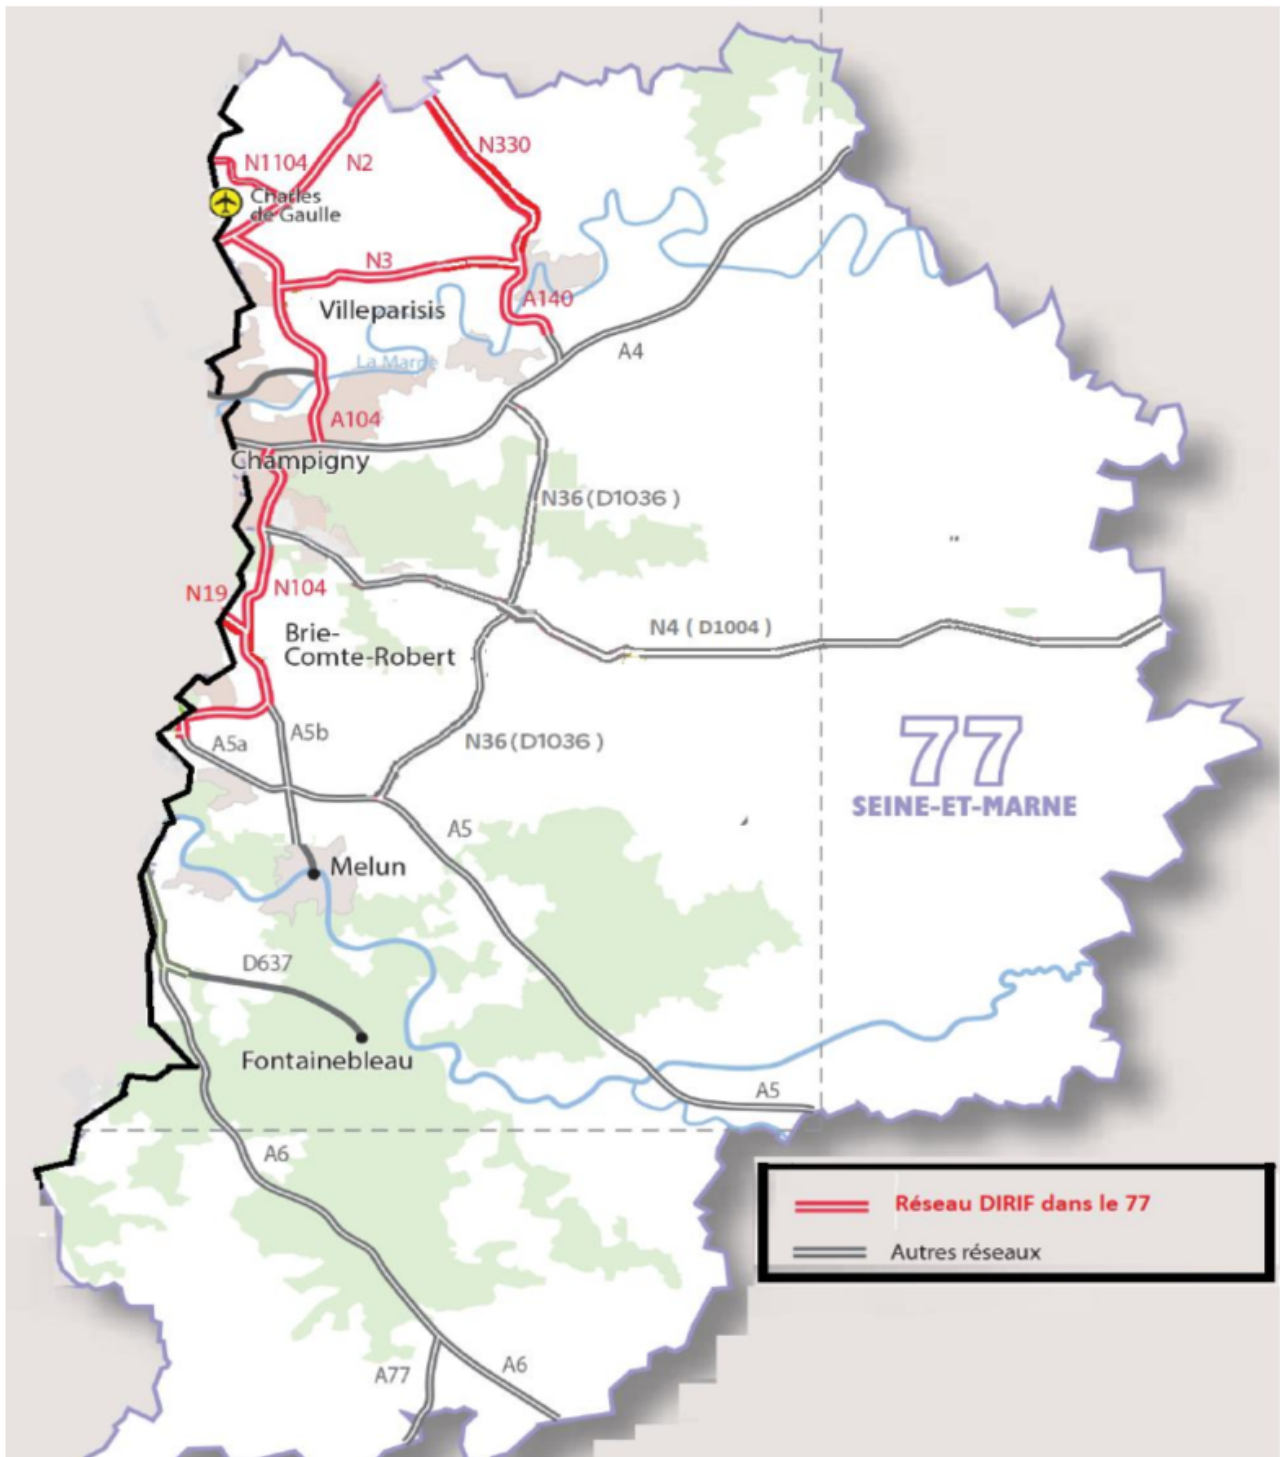 N330
N1104
N2
Charles
de Gaulle
N3
Villeparisis
A140
A4
La Marne
A104
Champigny
N36 (D1036 )
N19
N104
N4 ( D1004 )
Brie-
Comte-Robert
A5b
A5a
N36 (D1036 )
77
SEINE-ET-MARNE
A5
Melun
D637
Fontainebleau
A5
A6
Réseau DIRIF dans le 77
Autres réseaux
A77
A6